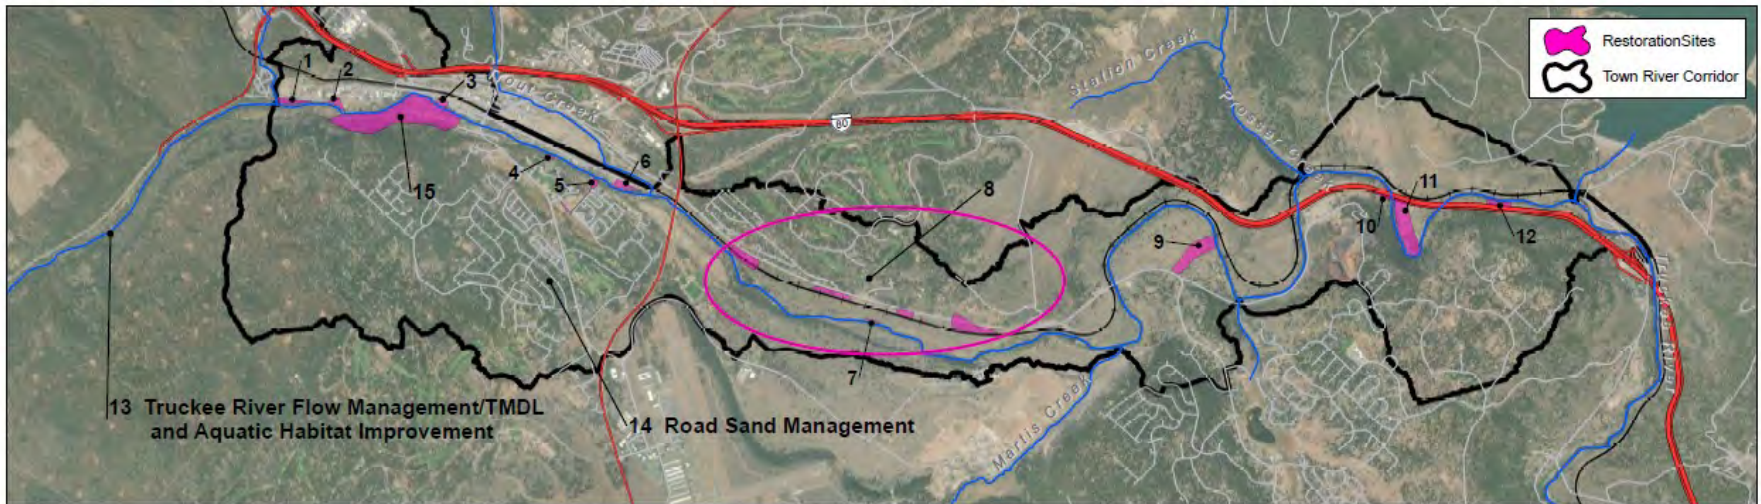 RestorationSites
Town River Corridor
Station Creek
1
2
3
Trout Creek
80
Prosser Creek
4
5
6
15
8
11
9
10
12
Truckee River
7
13 Truckee River Flow Management/TMDL
and Aquatic Habitat Improvement
14 Road Sand Management
Martis Creek